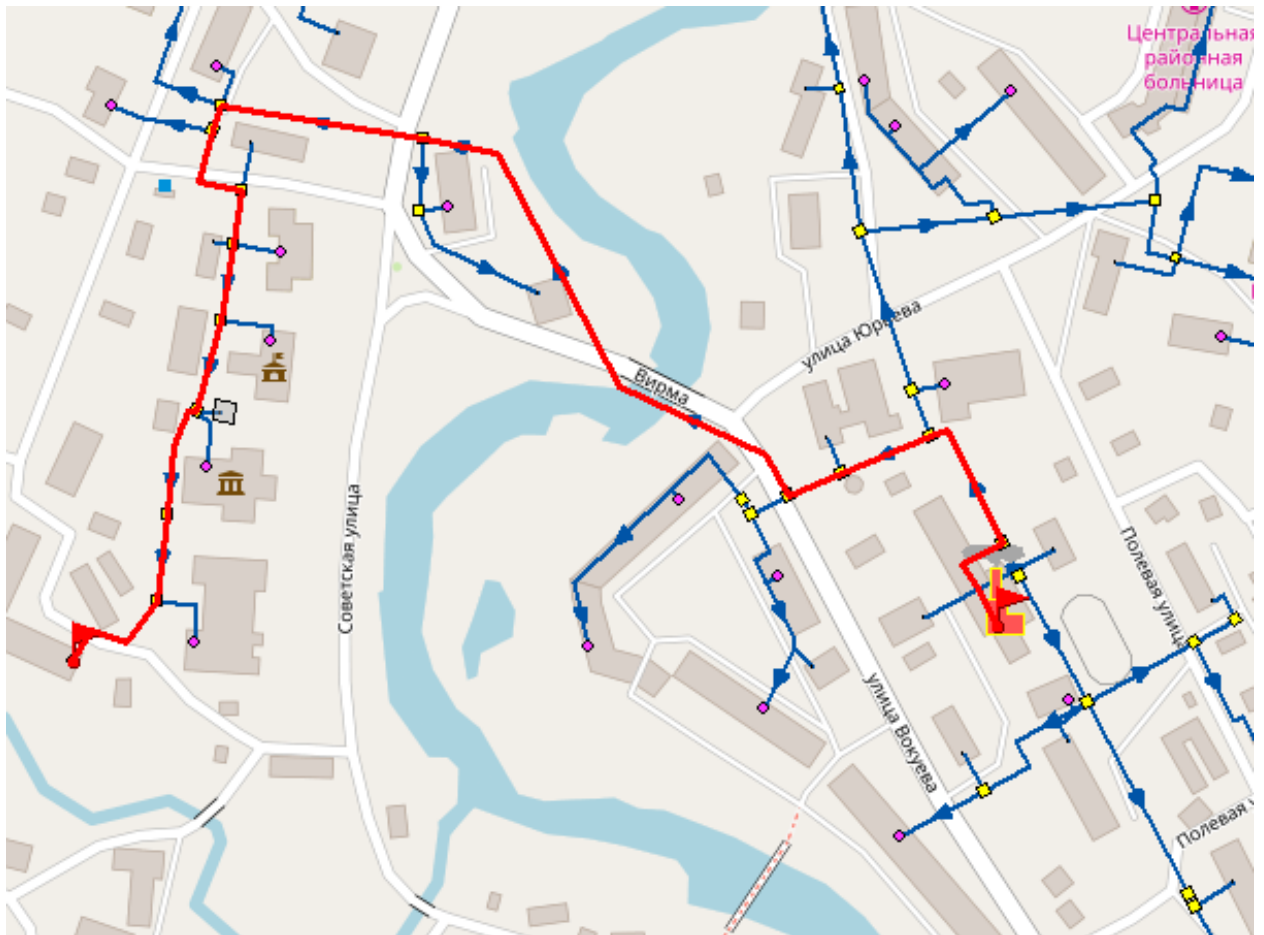 Центральная
районная
больница
улица Юрьева
Вирма
Советская улица
Полевая улица
улица Вокуева
Полевая у